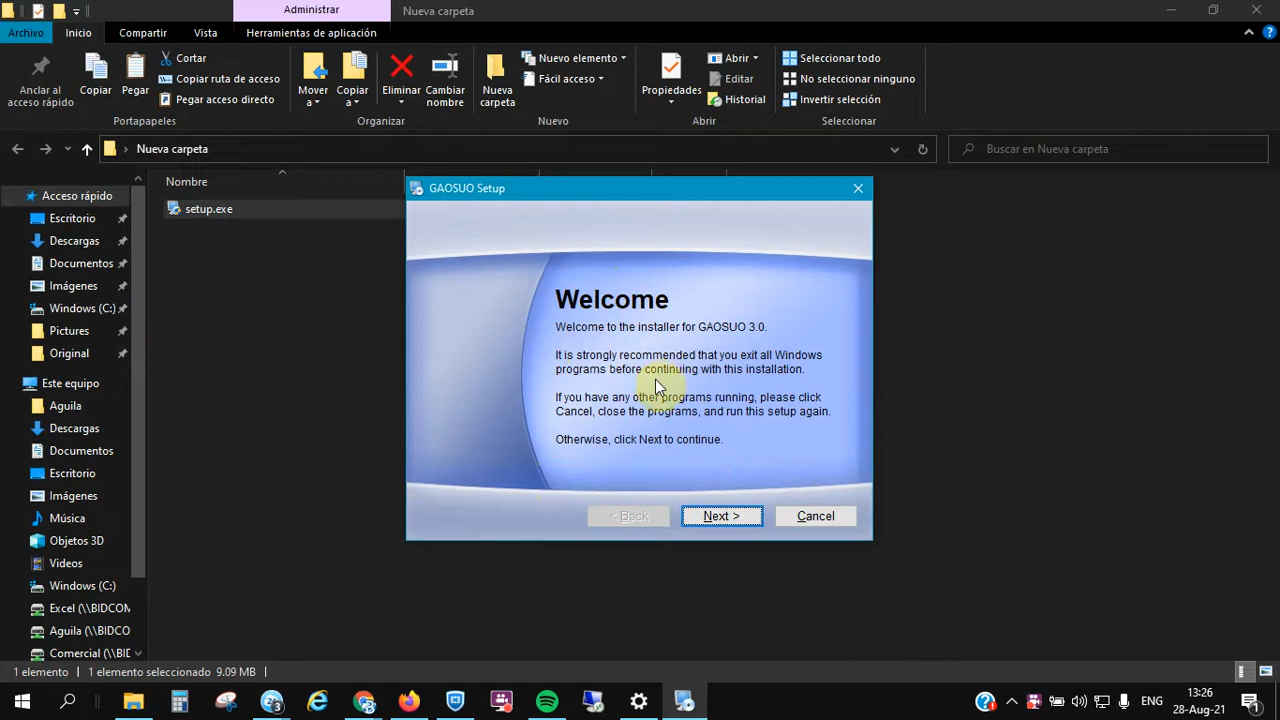 Administrar
Nueva carpeta
Archivo
Inicio
Compartir
Vista
Herramientas de aplicación
Anclar al
acceso rápido
Copiar
Pegar
Cortar
Copiar ruta de acceso
Pegar acceso directo
Portapapeles
Mover
a
Copiar
a
Eliminar
Cambiar
nombre
Organizar
Nueva
carpeta
Nuevo elemento
Fácil acceso
Nuevo
Propiedades
Abrir
Editar
Historial
Abrir
Seleccionar todo
No seleccionar ninguno
Invertir selección
Seleccionar
Nueva carpeta
Buscar en Nueva carpeta
Acceso rápido
Escritorio
Descargas
Documentos
Imágenes
Windows (C:)
Pictures
Original
Este equipo
Aguila
Descargas
Documentos
Escritorio
Imágenes
Música
Objetos 3D
Videos
Windows (C:)
Excel (\\BIDCOM
Aguila (\\BIDCO
Comercial (\\BID
Nombre
setup.exe
GAOSUO Setup
Welcome
Welcome to the installer for GAOSUO 3.0.
It is strongly recommended that you exit all Windows
programs before continuing with this installation.
If you have any other programs running, please click
Cancel, close the programs, and run this setup again.
Otherwise, click Next to continue.
< Back
Next >
Cancel
1 elemento
1 elemento seleccionado 9.09 MB
ENG
13:26
28-Aug-21